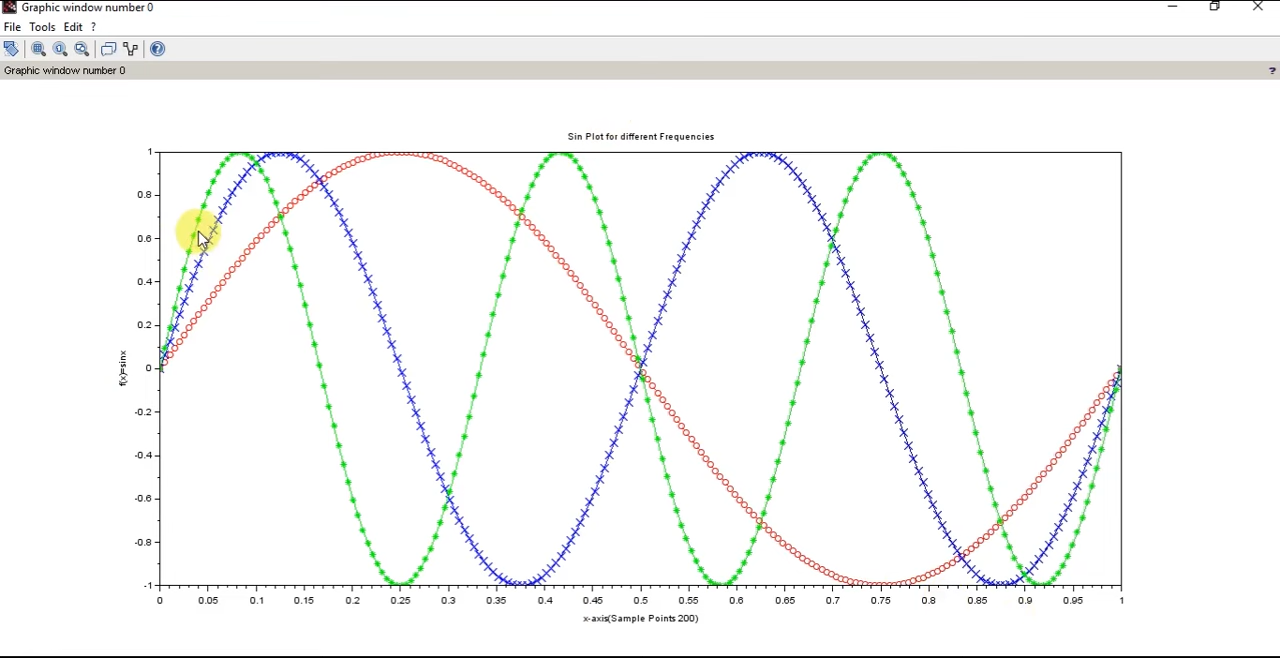 Graphic window number 0
File Tools Edit ?
Graphic window number 0 ?
Sin Plot for different Frequencies
1
0.8
0.6
0.4
0.2
0
-0.2
-0.4
-0.6
-0.8
-1
f(x)=sinx
0 0.05 0.1 0.15 0.2 0.25 0.3 0.35 0.4 0.45 0.5 0.55 0.6 0.65 0.7 0.75 0.8 0.85 0.9 0.95 1
x-axis(Sample Points 200)